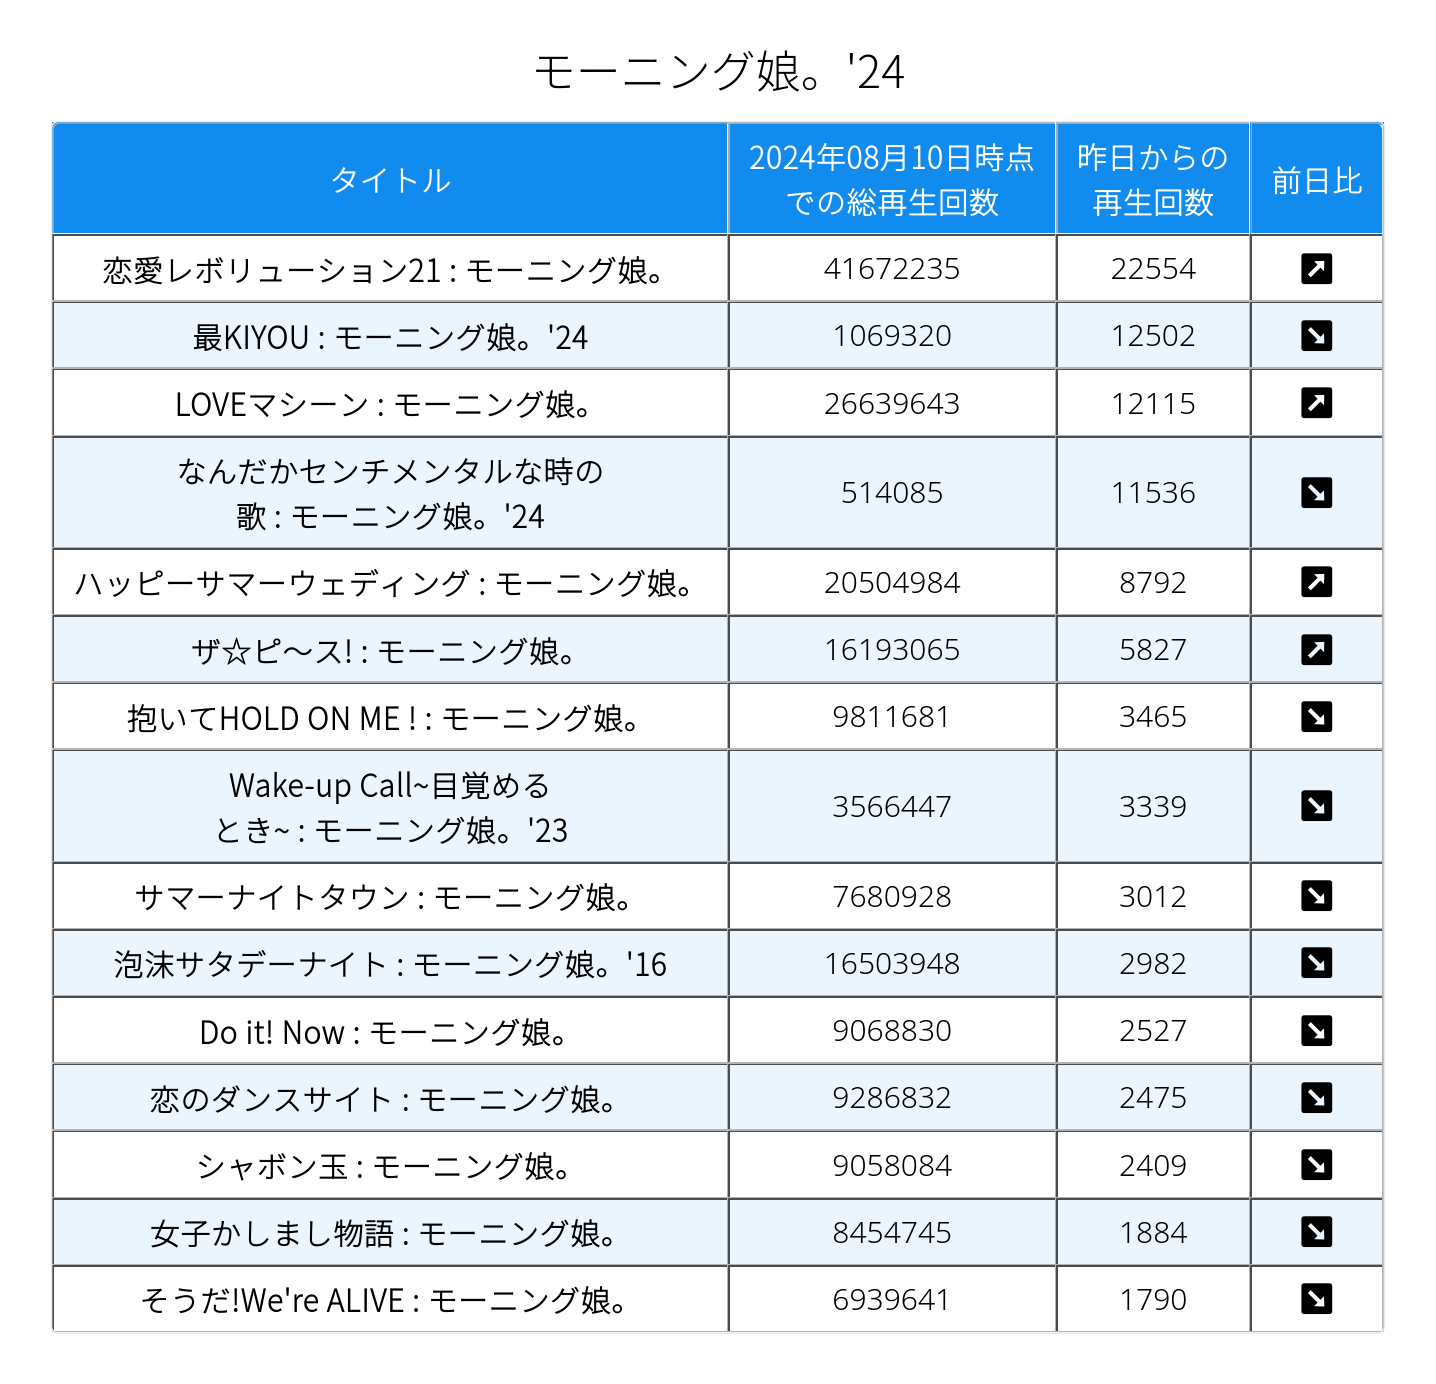 モーニング娘。'24
タイトル
2024年08月10日時点
での総再生回数
昨日からの
再生回数
前日比
恋愛レボリューション21 : モーニング娘。 41672235 22554
最KIYOU : モーニング娘。'24 1069320 12502
LOVEマシーン : モーニング娘。 26639643 12115
なんだかセンチメンタルな時の
歌 : モーニング娘。'24 514085 11536
ハッピーサマーウェディング : モーニング娘。 20504984 8792
ザ☆ピ〜ス! : モーニング娘。 16193065 5827
抱いてHOLD ON ME ! : モーニング娘。 9811681 3465
Wake-up Call~目覚める
とき~ : モーニング娘。'23 3566447 3339
サマーナイトタウン : モーニング娘。 7680928 3012
泡沫サタデーナイト : モーニング娘。'16 16503948 2982
Do it! Now : モーニング娘。 9068830 2527
恋のダンスサイト : モーニング娘。 9286832 2475
シャボン玉 : モーニング娘。 9058084 2409
女子かしまし物語 : モーニング娘。 8454745 1884
そうだ!We're ALIVE : モーニング娘。 6939641 1790